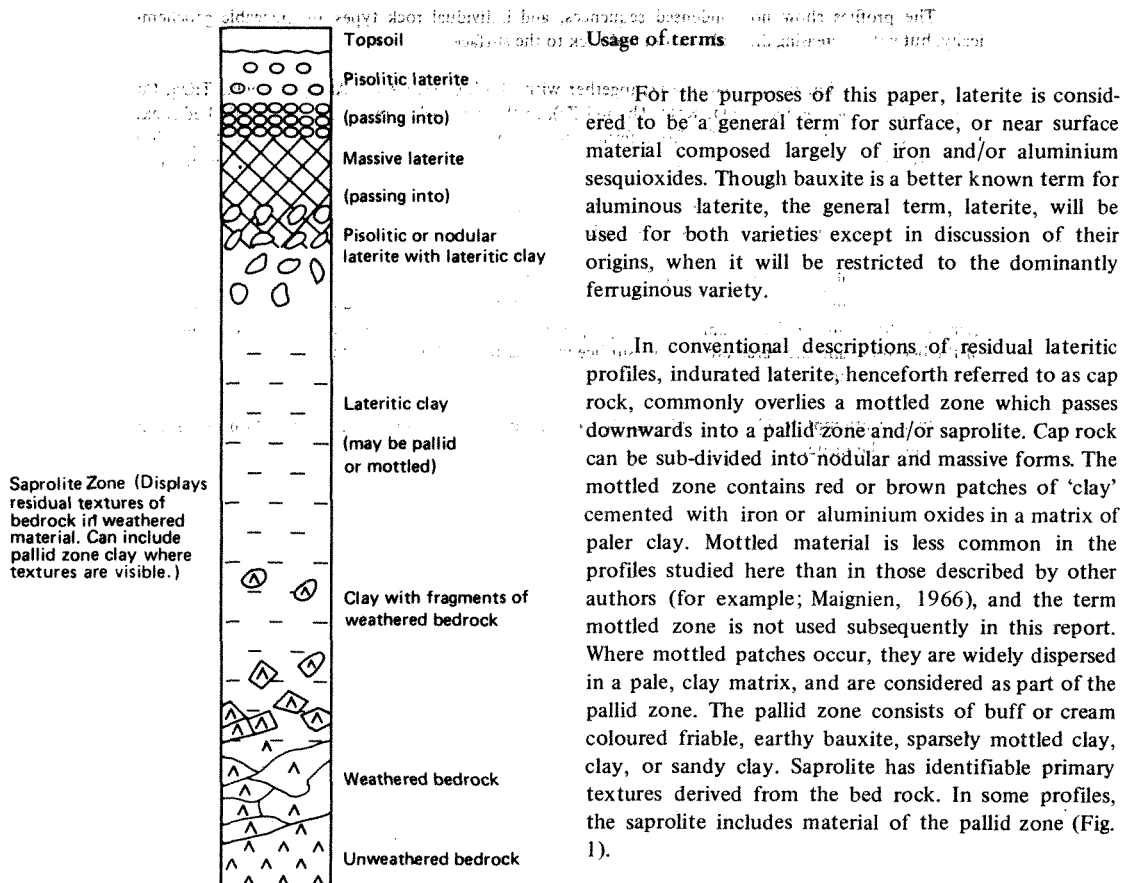 Topsoil
Pisolitic laterite
(passing into)
Massive laterite
(passing into)
Pisolitic or nodular
laterite with lateritic clay
Lateritic clay
(may be pallid
or mottled)
Saprolite Zone (Displays
residual textures of
bedrock in weathered
material. Can include
pallid zone clay where
textures are visible.)
Clay with fragments of
weathered bedrock
Weathered bedrock
Unweathered bedrock
Usage of terms
For the purposes of this paper, laterite is consid-
ered to be a general term for surface, or near surface
material composed largely of iron and/or aluminium
sesquioxides. Though bauxite is a better known term for
aluminous laterite, the general term, laterite, will be
used for both varieties except in discussion of their
origins, when it will be restricted to the dominantly
ferruginous variety.
In conventional descriptions of residual lateritic
profiles, indurated laterite, henceforth referred to as cap
rock, commonly overlies a mottled zone which passes
downwards into a pallid zone and/or saprolite. Cap rock
can be sub-divided into nodular and massive forms. The
mottled zone contains red or brown patches of 'clay'
cemented with iron or aluminium oxides in a matrix of
paler clay. Mottled material is less common in the
profiles studied here than in those described by other
authors (for example; Maignien, 1966), and the term
mottled zone is not used subsequently in this report.
Where mottled patches occur, they are widely dispersed
in a pale, clay matrix, and are considered as part of the
pallid zone. The pallid zone consists of buff or cream
coloured friable, earthy bauxite, sparsely mottled clay,
clay, or sandy clay. Saprolite has identifiable primary
textures derived from the bed rock. In some profiles,
the saprolite includes material of the pallid zone (Fig.
1).